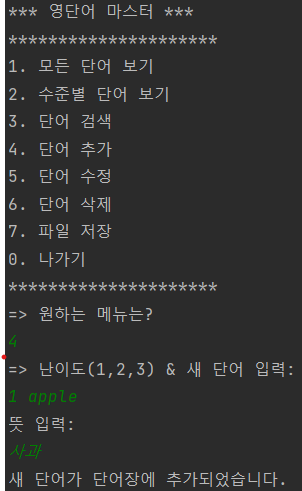 *** 영단어 마스터 ***
*********************
1. 모든 단어 보기
2. 수준별 단어 보기
3. 단어 검색
4. 단어 추가
5. 단어 수정
6. 단어 삭제
7. 파일 저장
0. 나가기
*********************
=> 원하는 메뉴는?
4
=> 난이도(1,2,3) & 새 단어 입력:
1 apple
뜻 입력:
사과
새 단어가 단어장에 추가되었습니다.